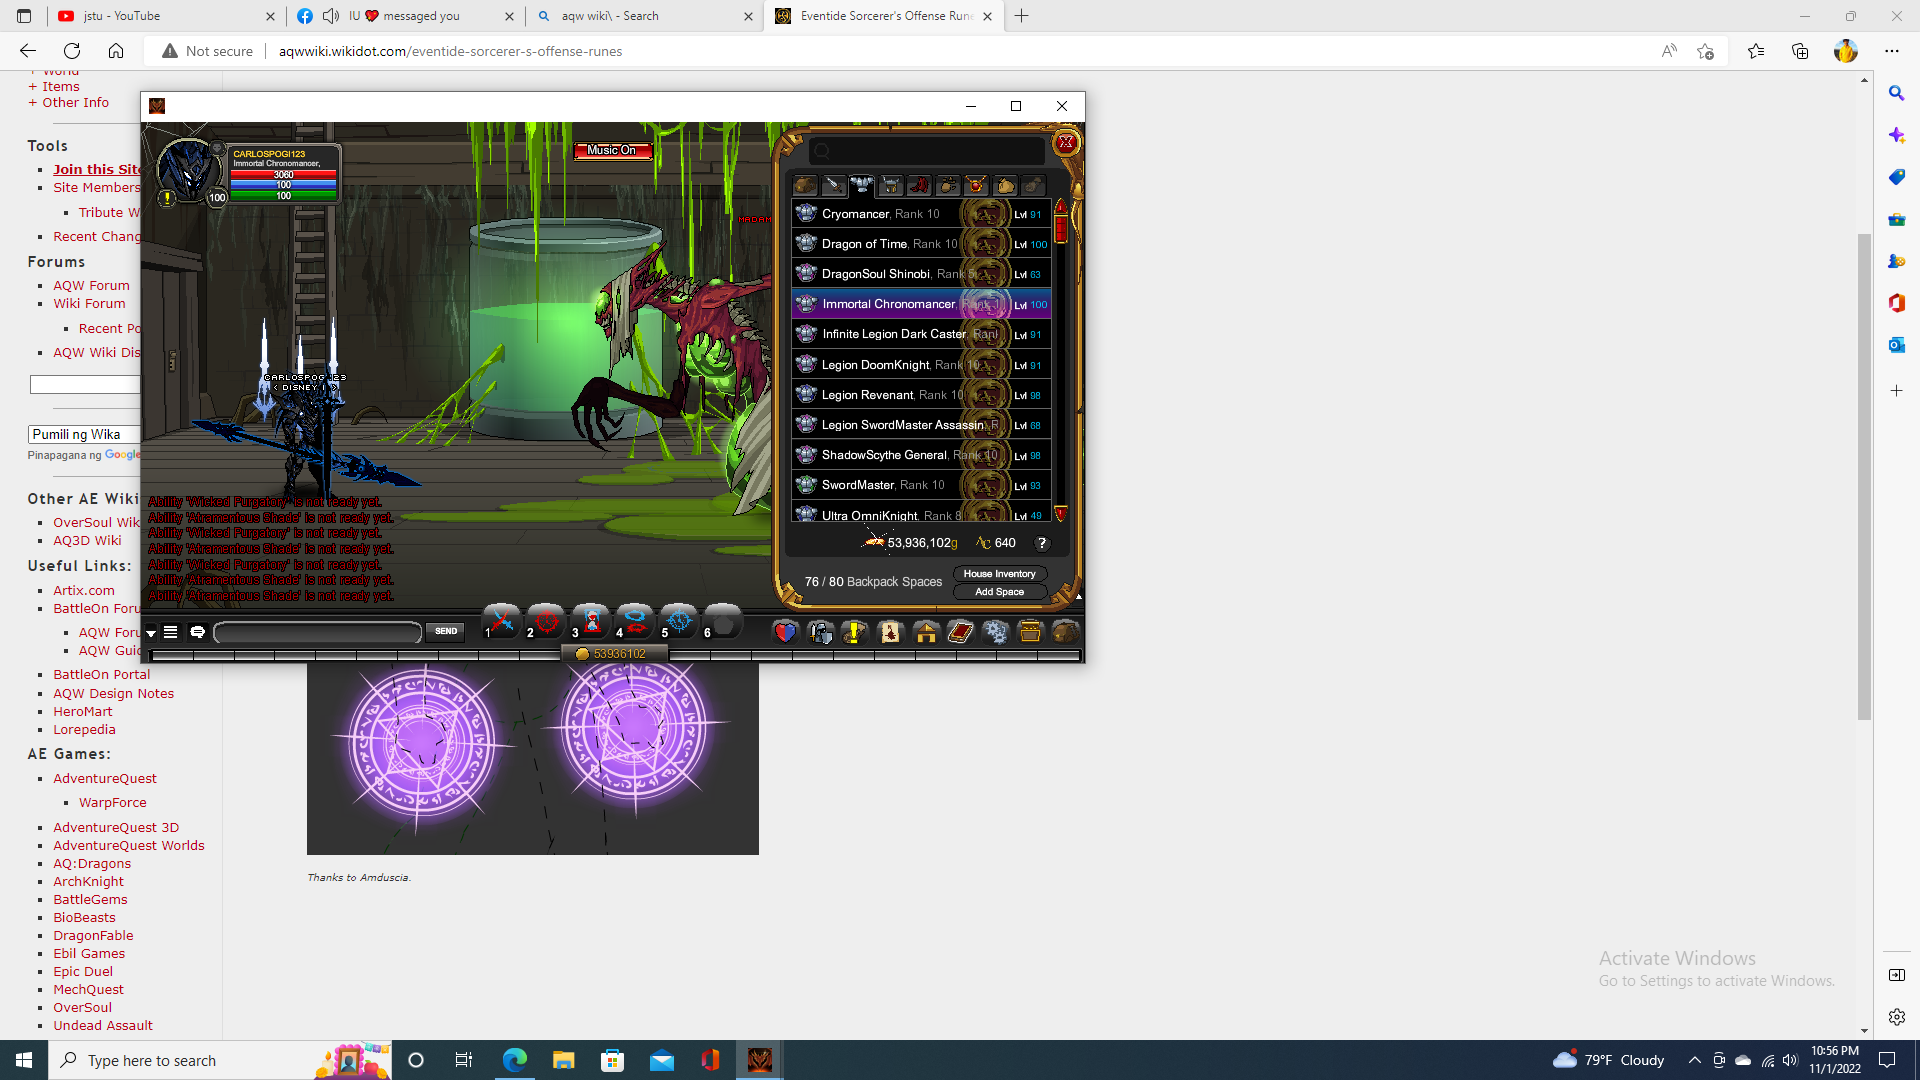 jstu - YouTube
IU messaged you
aqw wiki\ - Search
Eventide Sorcerer's Offense Rune
Not secure
aqwwiki.wikidot.com/eventide-sorcerer-s-offense-runes
+ World
+ Items
+ Other Info
Tools
Join this Site
Site Members
Tribute W
Recent Chang
Forums
AQW Forum
Wiki Forum
Recent Po
AQW Wiki Dis
Pumili ng Wika
Pinapagana ng Google
Other AE Wiki
OverSoul Wik
AQ3D Wiki
Useful Links:
Artix.com
BattleOn Foru
AQW Foru
AQW Guid
BattleOn Portal
AQW Design Notes
HeroMart
Lorepedia
AE Games:
AdventureQuest
WarpForce
AdventureQuest 3D
AdventureQuest Worlds
AQ:Dragons
ArchKnight
BattleGems
BioBeasts
DragonFable
Ebil Games
Epic Duel
MechQuest
OverSoul
Undead Assault
CARLOSPOGI123
Immortal Chronomancer,
3060
100
100
100
Music On
MADAM
CARLOSPOGI123
< DISNEY I >
Ability 'Wicked Purgatory' is not ready yet.
Ability 'Atramentous Shade' is not ready yet.
Ability 'Wicked Purgatory' is not ready yet.
Ability 'Atramentous Shade' is not ready yet.
Ability 'Wicked Purgatory' is not ready yet.
Ability 'Atramentous Shade' is not ready yet.
Ability 'Atramentous Shade' is not ready yet.
SEND
1
2
3
4
5
6
53936102
Cryomancer, Rank 10 Lvl 91
Dragon of Time, Rank 10 Lvl 100
DragonSoul Shinobi, Rank 5 Lvl 63
Immortal Chronomancer, Rank 1 Lvl 100
Infinite Legion Dark Caster, Rank Lvl 91
Legion DoomKnight, Rank 10 Lvl 91
Legion Revenant, Rank 10 Lvl 98
Legion SwordMaster Assassin, R Lvl 68
ShadowScythe General, Rank 10 Lvl 98
SwordMaster, Rank 10 Lvl 93
Ultra OmniKnight, Rank 8 Lvl 49
53,936,102g
AC 640
?
76 / 80 Backpack Spaces
House Inventory
Add Space
Thanks to Amduscia.
Activate Windows
Go to Settings to activate Windows.
Type here to search
79°F Cloudy
10:56 PM
11/1/2022